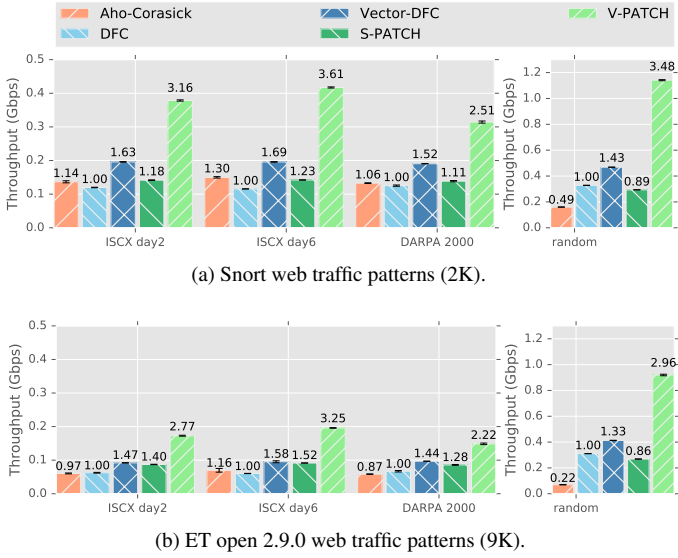 Aho-Corasick Vector-DFC V-PATCH
DFC S-PATCH
Throughput (Gbps)
0.5
0.4
0.3
0.2
0.1
0.0
1.14 1.00 1.63 1.18 3.16
1.30 1.00 1.69 1.23 3.61
1.06 1.00 1.52 1.11 2.51
ISCX day2 ISCX day6 DARPA 2000
Throughput (Gbps)
1.2
1.0
0.8
0.6
0.4
0.2
0.0
0.49 1.00 1.43 0.89 3.48
random
(a) Snort web traffic patterns (2K).
Throughput (Gbps)
0.5
0.4
0.3
0.2
0.1
0.0
0.97 1.00 1.47 1.40 2.77
1.16 1.00 1.58 1.52 3.25
0.87 1.00 1.44 1.28 2.22
ISCX day2 ISCX day6 DARPA 2000
Throughput (Gbps)
1.2
1.0
0.8
0.6
0.4
0.2
0.0
0.22 1.00 1.33 0.86 2.96
random
(b) ET open 2.9.0 web traffic patterns (9K).